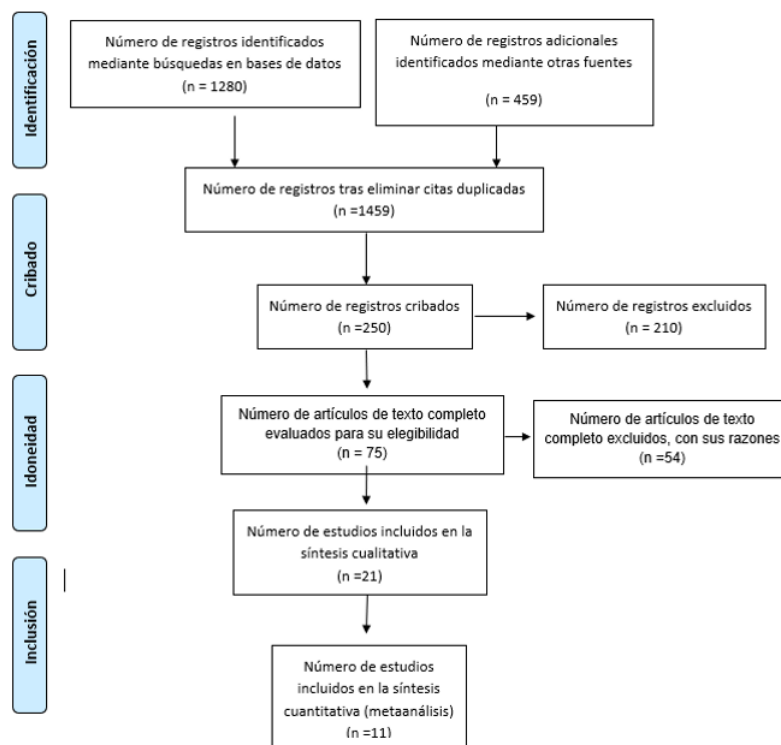 Identificación
Número de registros identificados
mediante búsquedas en bases de datos
(n = 1280)
Número de registros adicionales
identificados mediante otras fuentes
(n = 459)
Número de registros tras eliminar citas duplicadas
(n =1459)
Cribado
Número de registros cribados
(n =250)
Número de registros excluidos
(n = 210)
Idoneidad
Número de artículos de texto completo
evaluados para su elegibilidad
(n = 75)
Número de artículos de texto
completo excluidos, con sus razones
(n =54)
Número de estudios incluidos en la
síntesis cualitativa
(n =21)
Inclusión
Número de estudios
incluidos en la síntesis
cuantitativa (metaanálisis)
(n =11)